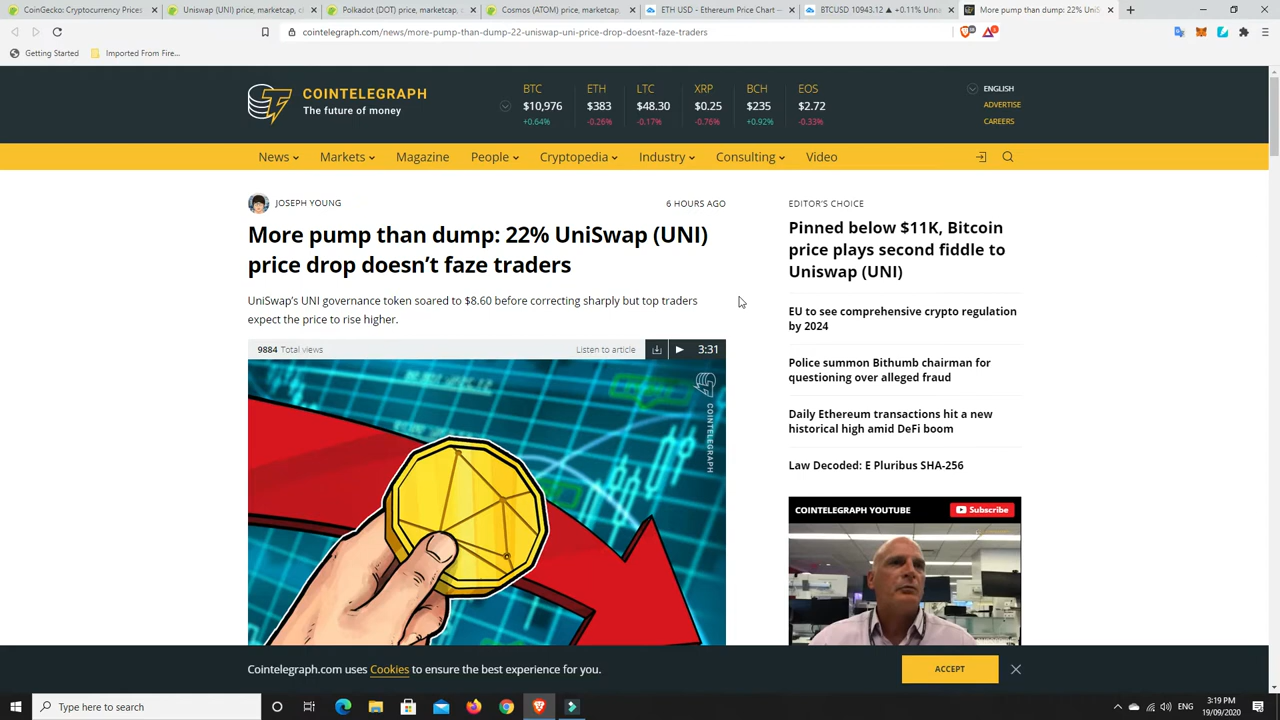 CoinGecko: Cryptocurrency Prices
Uniswap (UNI) price, marketcap, c
Polkadot (DOT) price, marketcap,
Cosmos (ATOM) price, marketcap,
ETH USD - Ethereum Price Chart —
BTCUSD 10943.12 ▲ +0.11% Unna
More pump than dump: 22% UniS
cointelegraph.com/news/more-pump-than-dump-22-uniswap-uni-price-drop-doesnt-faze-traders
Getting Started
Imported From Fire...
COINTELEGRAPH
The future of money
BTC ETH LTC XRP BCH EOS
$10,976 $383 $48.30 $0.25 $235 $2.72
+0.64% -0.26% -0.17% -0.76% +0.92% -0.33%
ENGLISH
ADVERTISE
CAREERS
News Markets Magazine People Cryptopedia Industry Consulting Video
JOSEPH YOUNG
6 HOURS AGO
More pump than dump: 22% UniSwap (UNI)
price drop doesn't faze traders
UniSwap's UNI governance token soared to $8.60 before correcting sharply but top traders
expect the price to rise higher.
9884 Total views
Listen to article
3:31
COINTELEGRAPH
EDITOR'S CHOICE
Pinned below $11K, Bitcoin
price plays second fiddle to
Uniswap (UNI)
EU to see comprehensive crypto regulation
by 2024
Police summon Bithumb chairman for
questioning over alleged fraud
Daily Ethereum transactions hit a new
historical high amid DeFi boom
Law Decoded: E Pluribus SHA-256
COINTELEGRAPH YOUTUBE
Subscribe
Cointelegraph.com uses Cookies to ensure the best experience for you.
ACCEPT
Type here to search
ENG
3:19 PM
19/09/2020